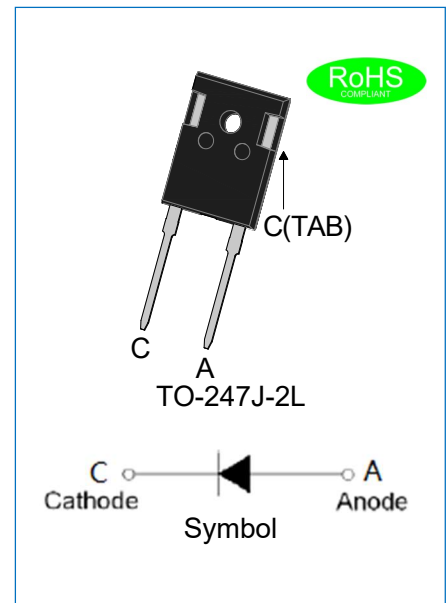 RoHS
COMPLIANT
C(TAB)
C
A
TO-247J-2L
C A
Cathode Anode
Symbol